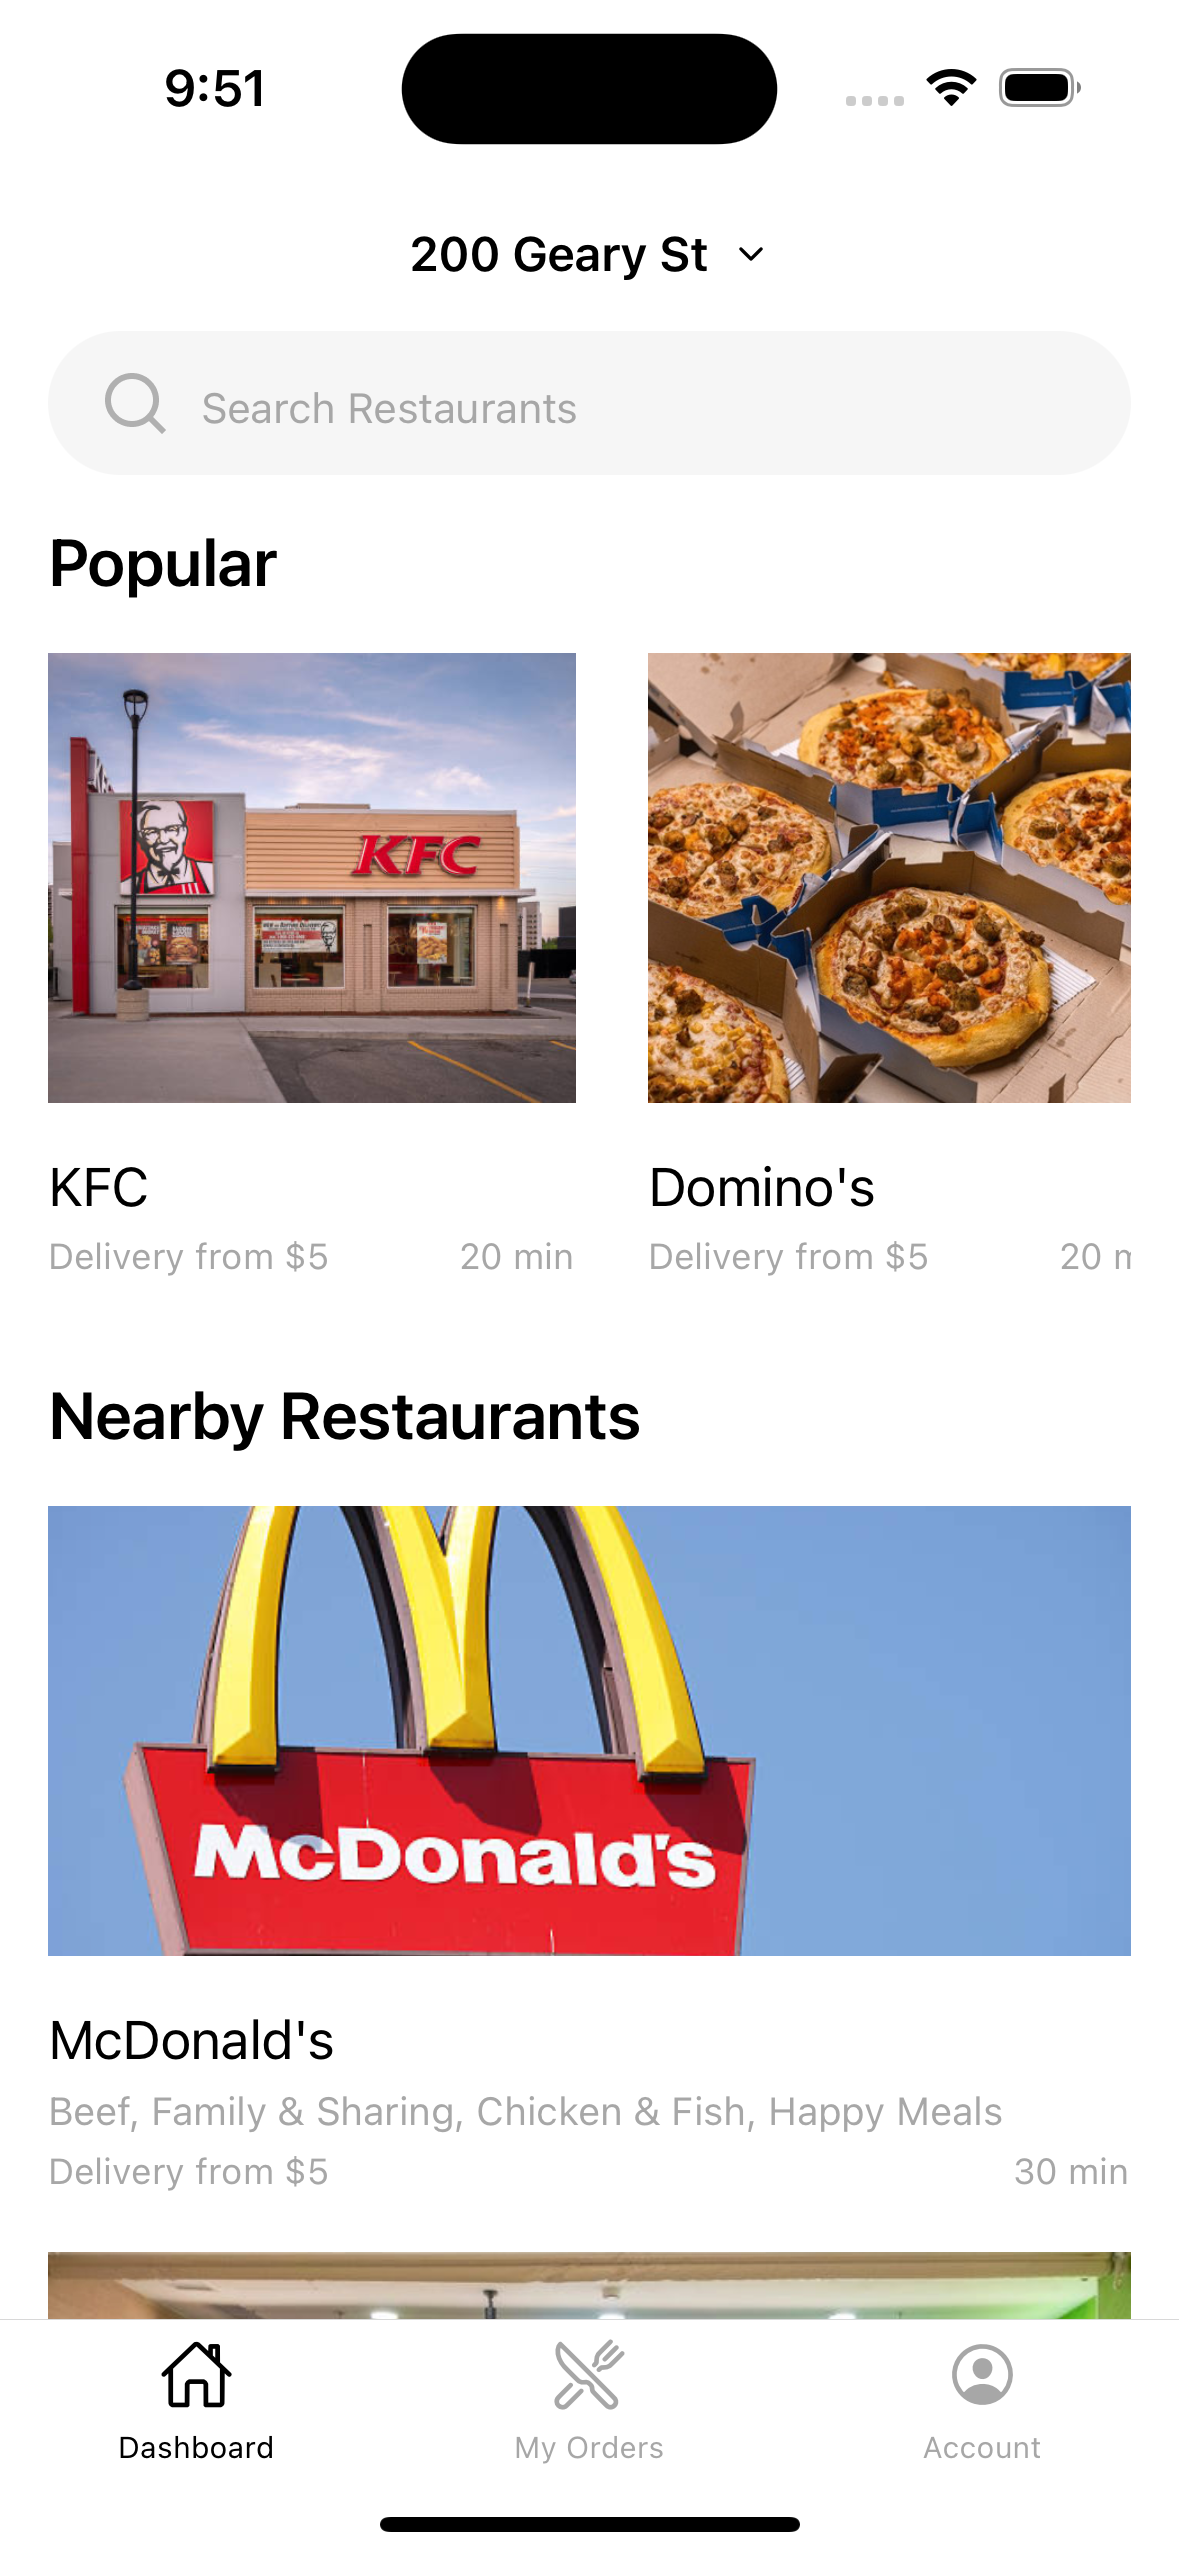 9:51
200 Geary St
Search Restaurants
Popular
KFC
KFC
Domino's
Delivery from $5
20 min
Delivery from $5
20 m
Nearby Restaurants
McDonald's
McDonald's
Beef, Family & Sharing, Chicken & Fish, Happy Meals
Delivery from $5
30 min
Dashboard
My Orders
Account